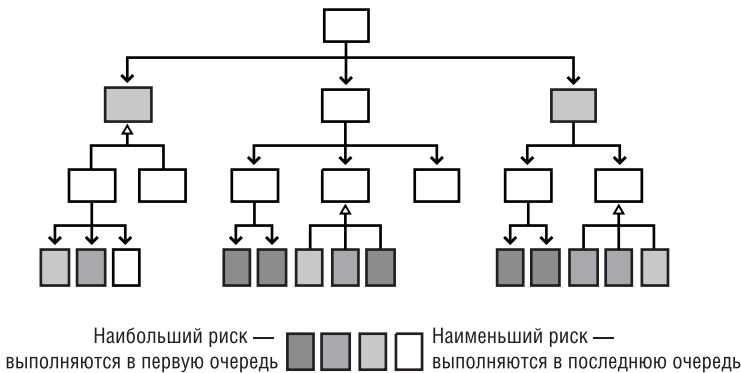 Наибольший риск —
выполняются в первую очередь
Наименьший риск —
выполняются в последнюю очередь